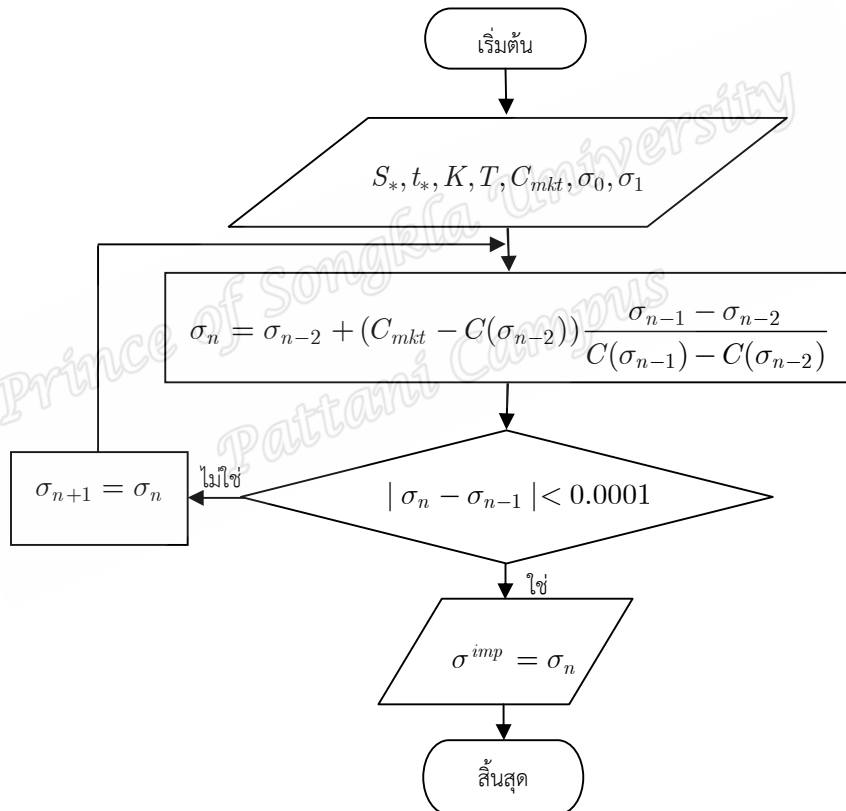 เริ่มต้น
S_*, t_*, K, T, C_{mkt}, σ_0, σ_1
σ_n = σ_{n-2} + (C_{mkt} − C(σ_{n-2})) \frac{σ_{n-1} − σ_{n-2}}{C(σ_{n-1}) − C(σ_{n-2})}
| σ_n − σ_{n-1} | < 0.0001
ไม่ใช่
σ_{n+1} = σ_n
ใช่
σ^{imp} = σ_n
สิ้นสุด
Prince of Songkla University
Pattani Campus